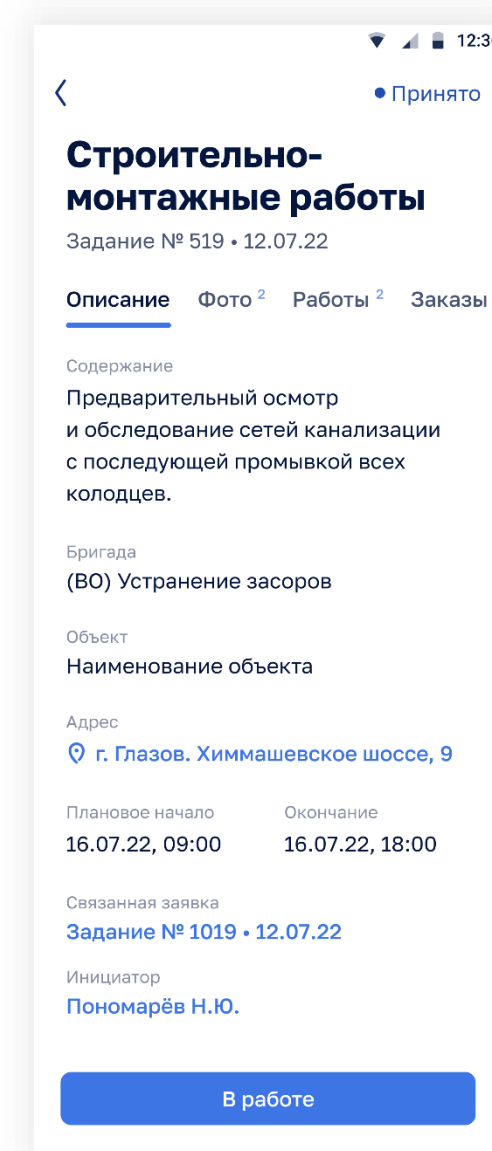 12:3
Принято
Строительно-
монтажные работы
Задание № 519 • 12.07.22
Описание Фото 2 Работы 2 Заказы
Содержание
Предварительный осмотр
и обследование сетей канализации
с последующей промывкой всех
колодцев.
Бригада
(ВО) Устранение засоров
Объект
Наименование объекта
Адрес
г. Глазов. Химмашевское шоссе, 9
Плановое начало Окончание
16.07.22, 09:00 16.07.22, 18:00
Связанная заявка
Задание № 1019 • 12.07.22
Инициатор
Пономарёв Н.Ю.
В работе